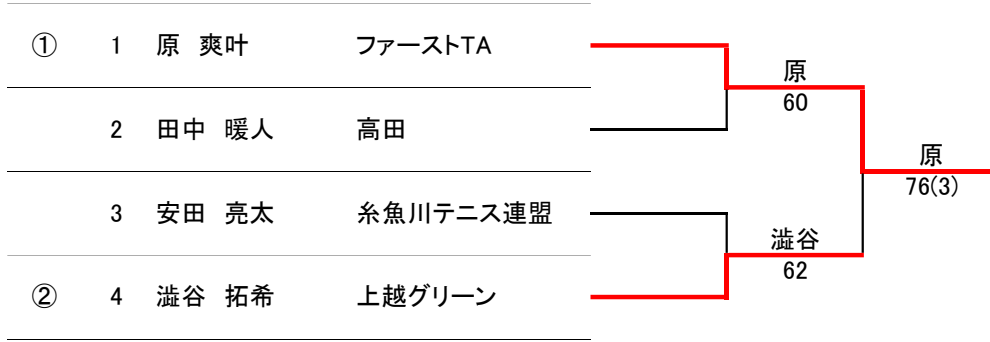 ① 1 原 爽叶 ファーストTA
原
60
2 田中 暖人 高田
原
76(3)
3 安田 亮太 糸魚川テニス連盟
澁谷
62
② 4 澁谷 拓希 上越グリーン